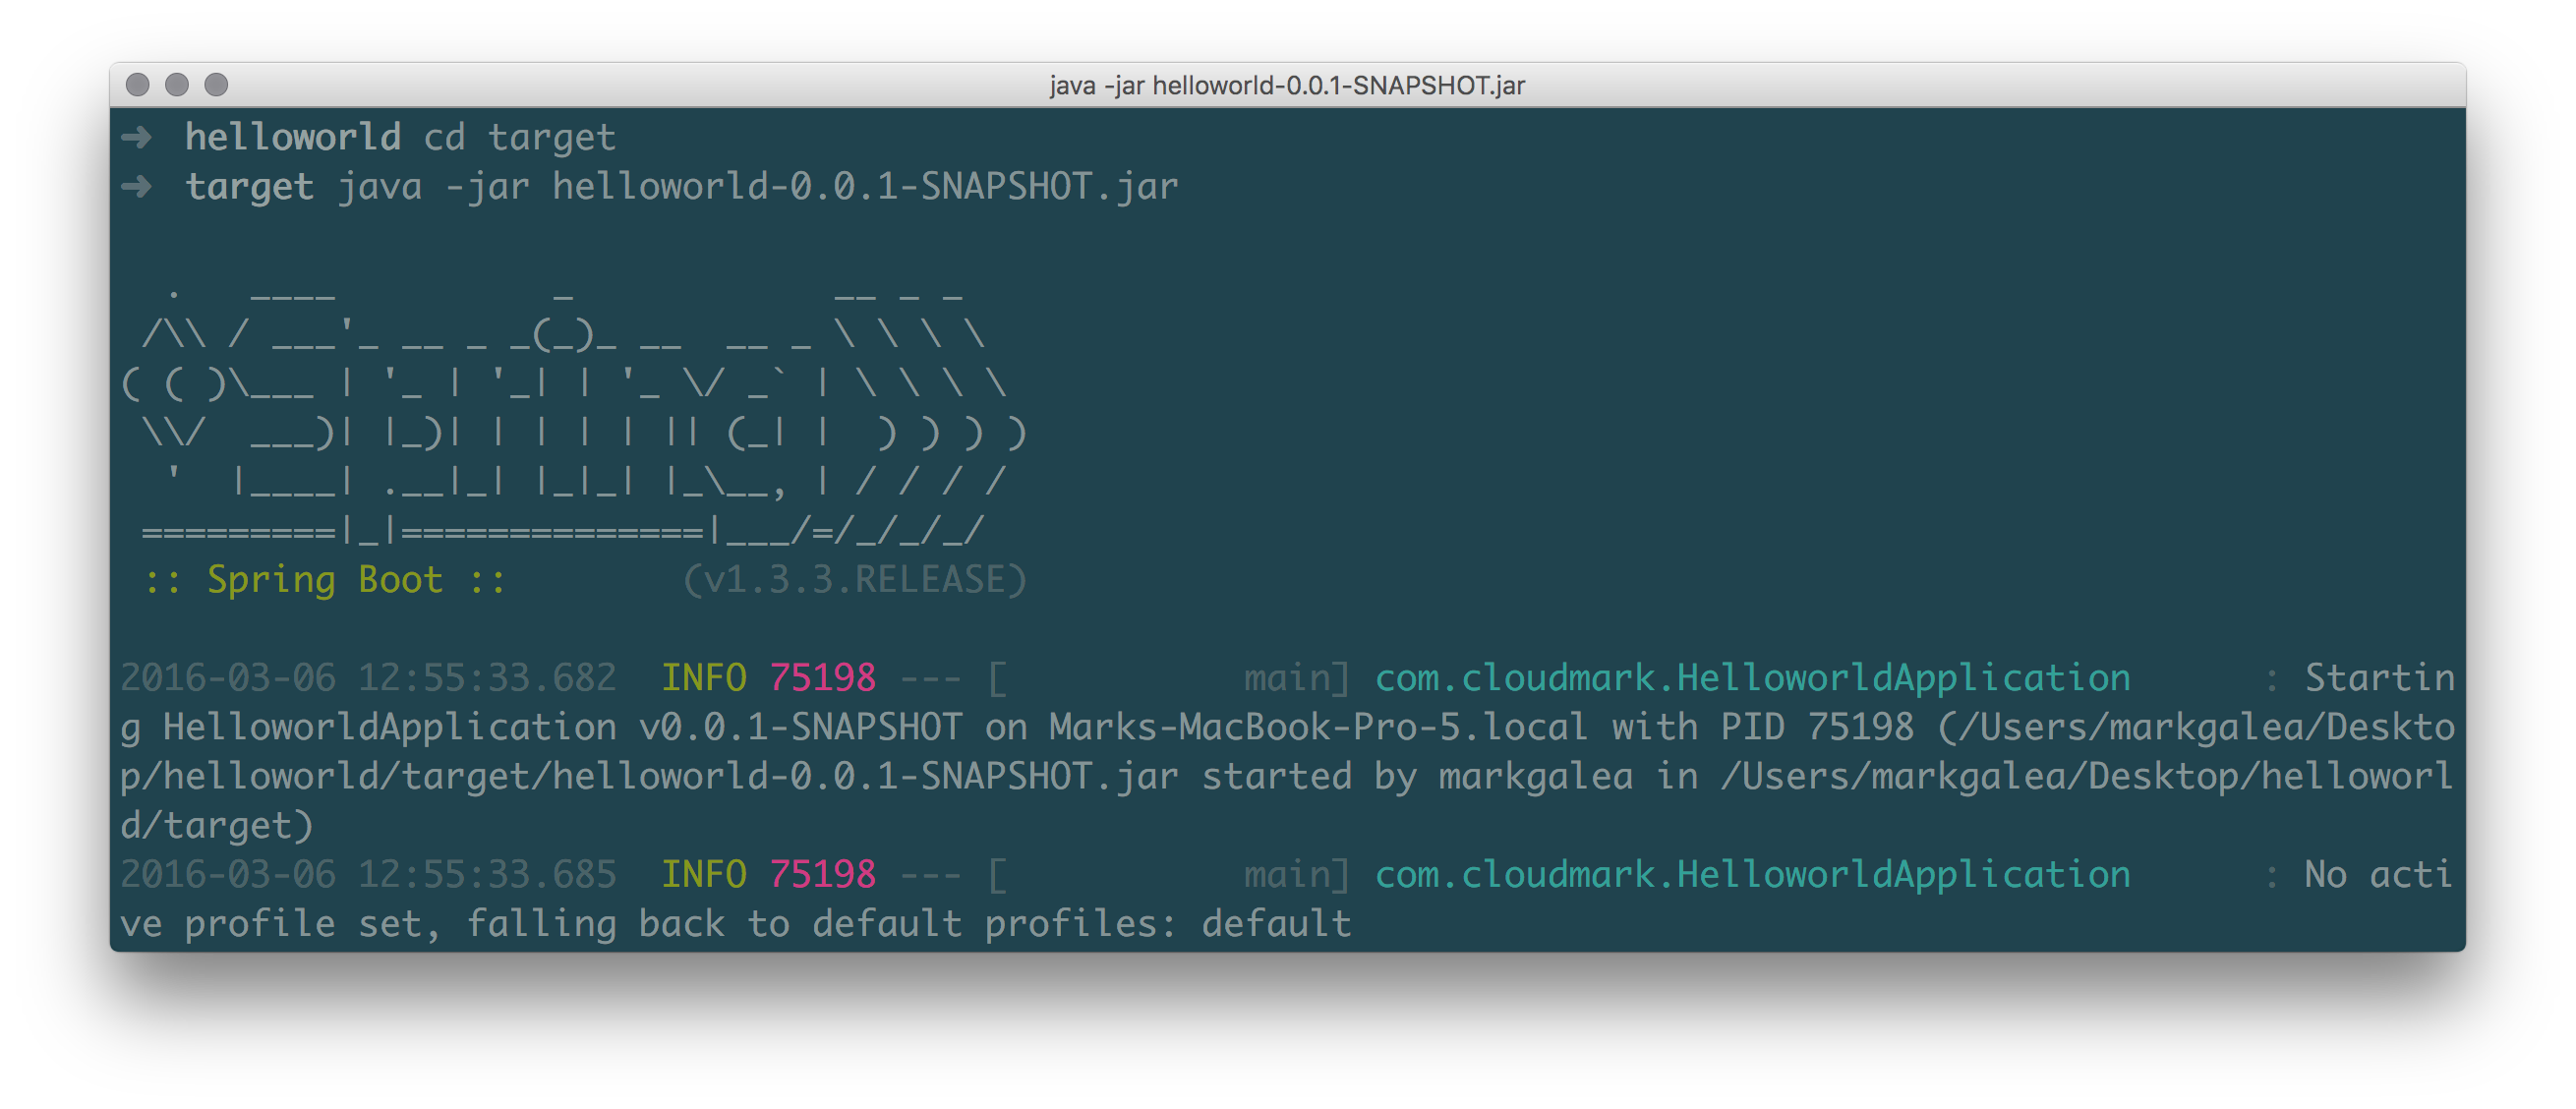 java -jar helloworld-0.0.1-SNAPSHOT.jar
➜  helloworld cd target
➜  target java -jar helloworld-0.0.1-SNAPSHOT.jar

  .   ____          _            __ _ _
 /\\ / ___'_ __ _ _(_)_ __  __ _ \ \ \ \
( ( )\___ | '_ | '_| | '_ \/ _` | \ \ \ \
 \\/  ___)| |_)| | | | | || (_| |  ) ) ) )
  '  |____| .__|_| |_|_| |_\__, | / / / /
 =========|_|==============|___/=/_/_/_/
 :: Spring Boot ::        (v1.3.3.RELEASE)

2016-03-06 12:55:33.682  INFO 75198 --- [           main] com.cloudmark.HelloworldApplication      : Startin
g HelloworldApplication v0.0.1-SNAPSHOT on Marks-MacBook-Pro-5.local with PID 75198 (/Users/markgalea/Deskto
p/helloworld/target/helloworld-0.0.1-SNAPSHOT.jar started by markgalea in /Users/markgalea/Desktop/helloworl
d/target)
2016-03-06 12:55:33.685  INFO 75198 --- [           main] com.cloudmark.HelloworldApplication      : No acti
ve profile set, falling back to default profiles: default